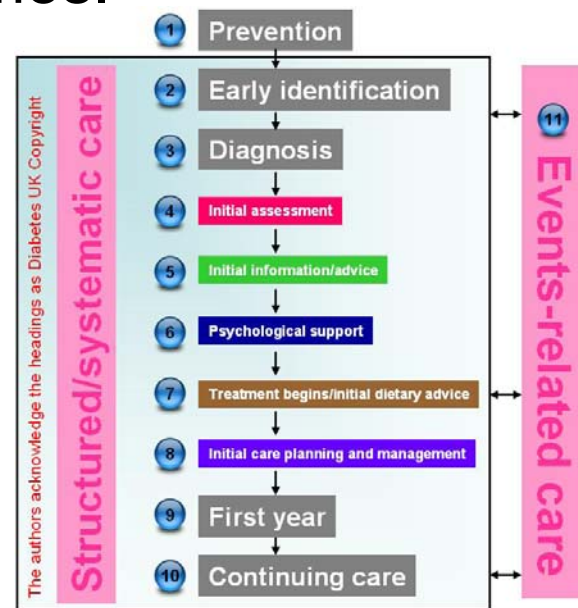 1 Prevention
The authors acknowledge the headings as Diabetes UK Copyright
Structured/systematic care
2 Early identification
3 Diagnosis
4 Initial assessment
5 Initial information/advice
6 Psychological support
7 Treatment begins/initial dietary advice
8 Initial care planning and management
9 First year
10 Continuing care
11 Events-related care